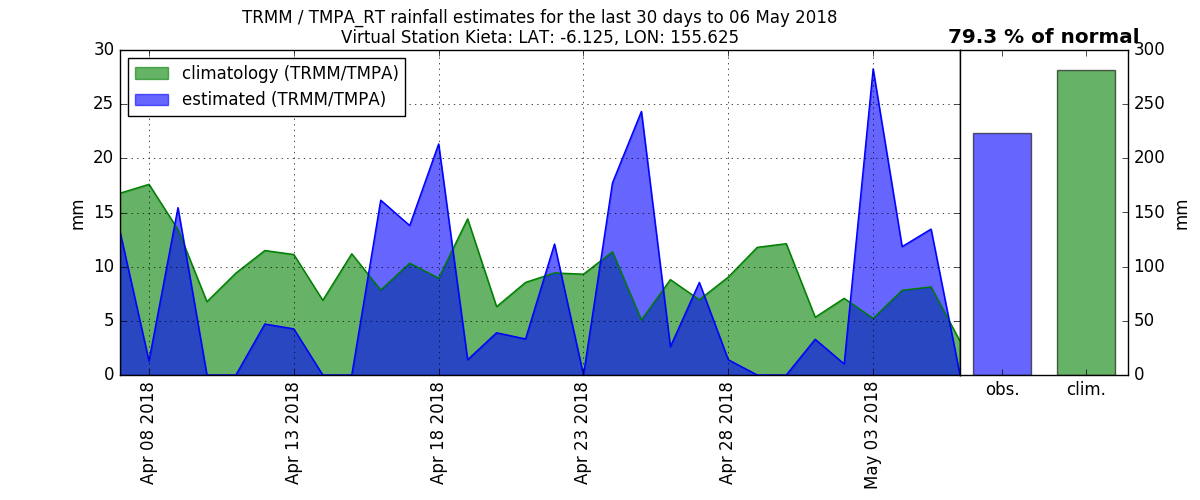 TRMM / TMPA_RT rainfall estimates for the last 30 days to 06 May 2018
Virtual Station Kieta: LAT: -6.125, LON: 155.625
79.3 % of normal
climatology (TRMM/TMPA)
estimated (TRMM/TMPA)
30
25
20
15
10
5
0
mm
Apr 08 2018
Apr 13 2018
Apr 18 2018
Apr 23 2018
Apr 28 2018
May 03 2018
300
250
200
150
100
50
0
mm
obs.
clim.